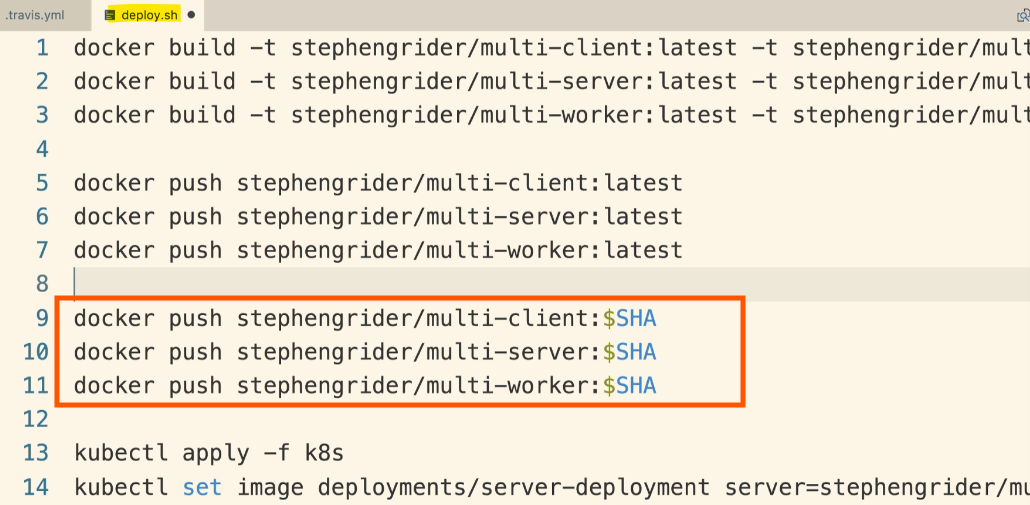 .travis.yml deploy.sh
1 docker build -t stephengrider/multi-client:latest -t stephengrider/mult
2 docker build -t stephengrider/multi-server:latest -t stephengrider/mult
3 docker build -t stephengrider/multi-worker:latest -t stephengrider/mult
4
5 docker push stephengrider/multi-client:latest
6 docker push stephengrider/multi-server:latest
7 docker push stephengrider/multi-worker:latest
8
9 docker push stephengrider/multi-client:$SHA
10 docker push stephengrider/multi-server:$SHA
11 docker push stephengrider/multi-worker:$SHA
12
13 kubectl apply -f k8s
14 kubectl set image deployments/server-deployment server=stephengrider/mu